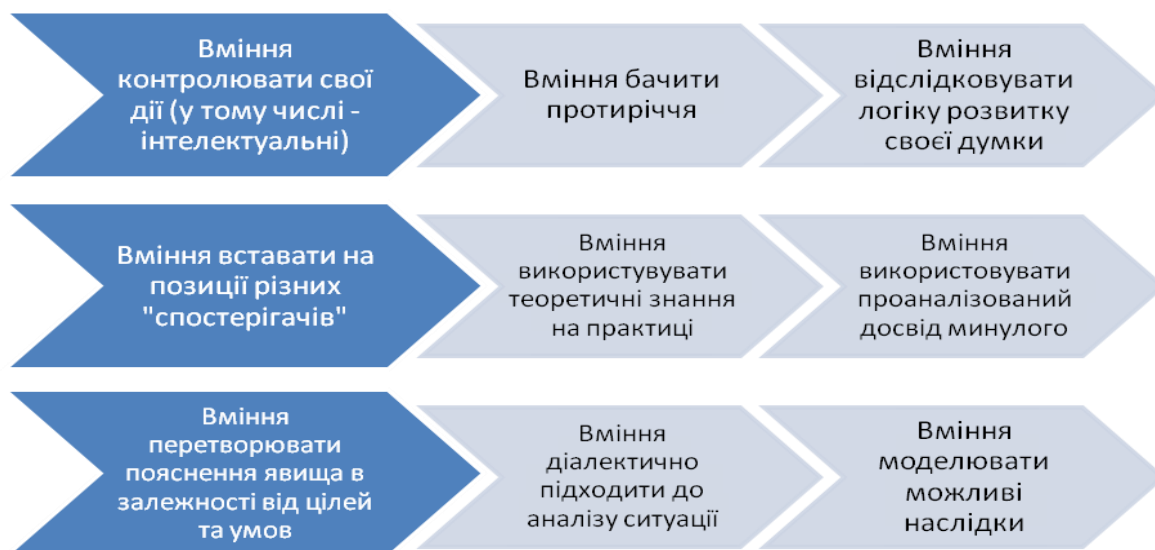 Вміння
контролювати свої
дії (у тому числі -
інтелектуальні)
Вміння бачити
протиріччя
Вміння
відслідковувати
логіку розвитку
своєї думки
Вміння вставати на
позиції різних
"спостерігачів"
Вміння
використувувати
теоретичні знання
на практиці
Вміння
використовувати
проаналізований
досвід минулого
Вміння
перетворювати
пояснення явища в
залежності від цілей
та умов
Вміння
діалектично
підходити до
аналізу ситуації
Вміння
моделювати
можливі
наслідки